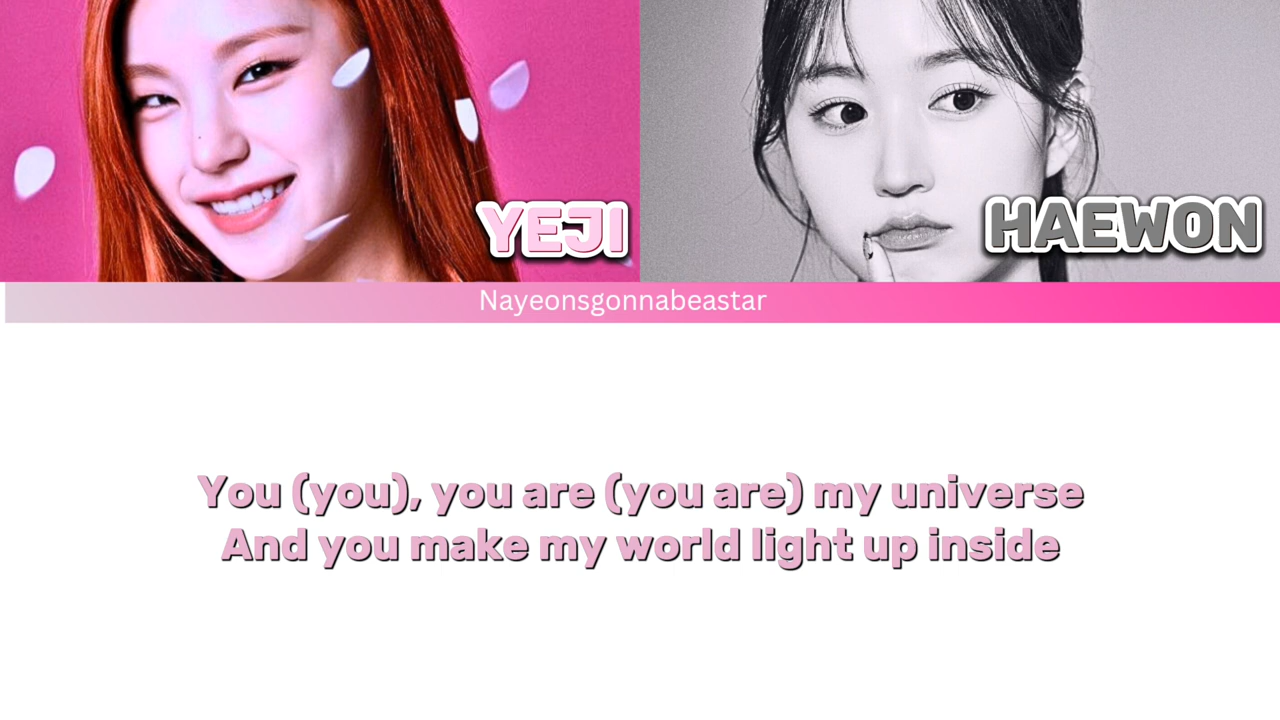 YEJI
HAEWON
Nayeonsgonnabeastar
You (you), you are (you are) my universe
And you make my world light up inside